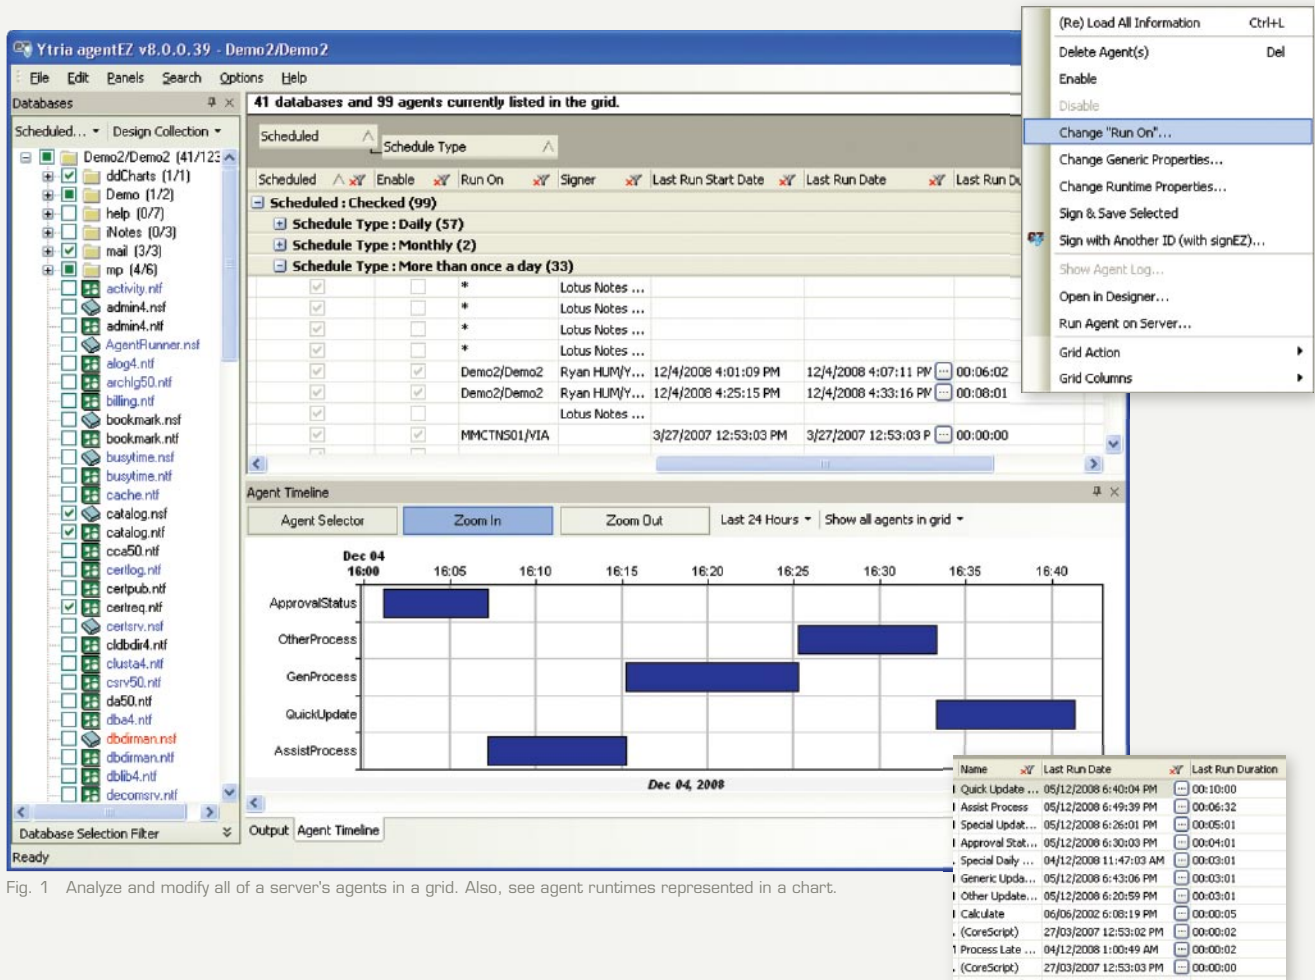 Ytria agentEZ v8.0.0.39 - Demo2/Demo2
File Edit Panels Search Options Help
Databases
Scheduled... Design Collection
Demo2/Demo2 (41/123
ddCharts (1/1)
Demo (1/2)
help (0/7)
iNotes (0/3)
mail (3/3)
mp (4/6)
activity.ntf
admin4.nsf
admin4.ntf
AgentRunner.nsf
alog4.ntf
archlg50.ntf
billing.ntf
bookmark.nsf
bookmark.ntf
busytime.nsf
busytime.ntf
cache.ntf
catalog.nsf
catalog.ntf
cca50.ntf
certlog.ntf
certpub.ntf
certreq.ntf
certsrv.nsf
cldbdir4.ntf
clusta4.ntf
csrv50.ntf
da50.ntf
dba4.ntf
dbdirman.nsf
dbdirman.ntf
dblib4.ntf
decomsrv.ntf
Database Selection Filter
Ready
41 databases and 99 agents currently listed in the grid.
Scheduled
Schedule Type
Scheduled Enable Run On Signer Last Run Start Date Last Run Date Last Run Du
Scheduled : Checked (99)
Schedule Type : Daily (57)
Schedule Type : Monthly (2)
Schedule Type : More than once a day (33)
* Lotus Notes ...
* Lotus Notes ...
* Lotus Notes ...
* Lotus Notes ...
Demo2/Demo2 Ryan HUM/Y... 12/4/2008 4:01:09 PM 12/4/2008 4:07:11 PM ... 00:06:02
Demo2/Demo2 Ryan HUM/Y... 12/4/2008 4:25:15 PM 12/4/2008 4:33:16 PM ... 00:08:01
Lotus Notes ...
MMCTNS01/VIA 3/27/2007 12:53:03 PM 3/27/2007 12:53:03 P ... 00:00:00
Agent Timeline
Agent Selector Zoom In Zoom Out Last 24 Hours Show all agents in grid
Dec 04
16:00 16:05 16:10 16:15 16:20 16:25 16:30 16:35 16:40
ApprovalStatus
OtherProcess
GenProcess
QuickUpdate
AssistProcess
Dec 04, 2008
Output Agent Timeline
(Re) Load All Information Ctrl+L
Delete Agent(s) Del
Enable
Disable
Change "Run On"...
Change Generic Properties...
Change Runtime Properties...
Sign & Save Selected
EZ Sign with Another ID (with signEZ)...
Show Agent Log...
Open in Designer...
Run Agent on Server...
Grid Action
Grid Columns
Name Last Run Date Last Run Duration
Quick Update ... 05/12/2008 6:40:04 PM ... 00:10:00
Assist Process 05/12/2008 6:49:39 PM ... 00:06:32
Special Updat... 05/12/2008 6:26:01 PM ... 00:05:01
Approval Stat... 05/12/2008 6:30:03 PM ... 00:04:01
Special Daily ... 04/12/2008 11:47:03 AM ... 00:03:01
Generic Upda... 05/12/2008 6:43:06 PM ... 00:03:01
Other Update... 05/12/2008 6:20:59 PM ... 00:03:01
Calculate 06/06/2002 6:08:19 PM ... 00:00:05
(CoreScript) 27/03/2007 12:53:02 PM ... 00:00:02
Process Late ... 04/12/2008 1:00:49 AM ... 00:00:02
(CoreScript) 27/03/2007 12:53:03 PM ... 00:00:00
Fig. 1 Analyze and modify all of a server's agents in a grid. Also, see agent runtimes represented in a chart.